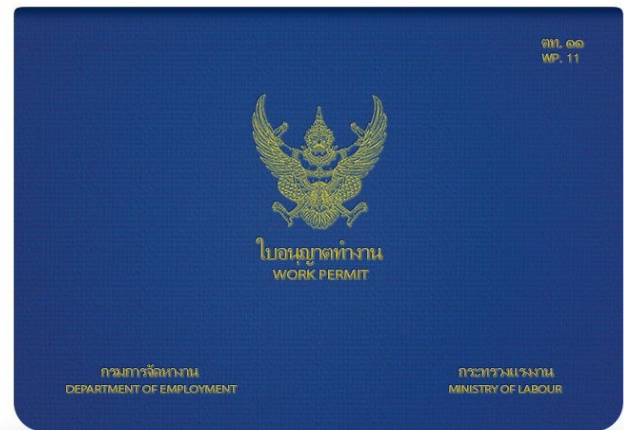 ตท. ๑๑
WP. 11
ใบอนุญาตทำงาน
WORK PERMIT
กรมการจัดหางาน
DEPARTMENT OF EMPLOYMENT
กระทรวงแรงงาน
MINISTRY OF LABOUR